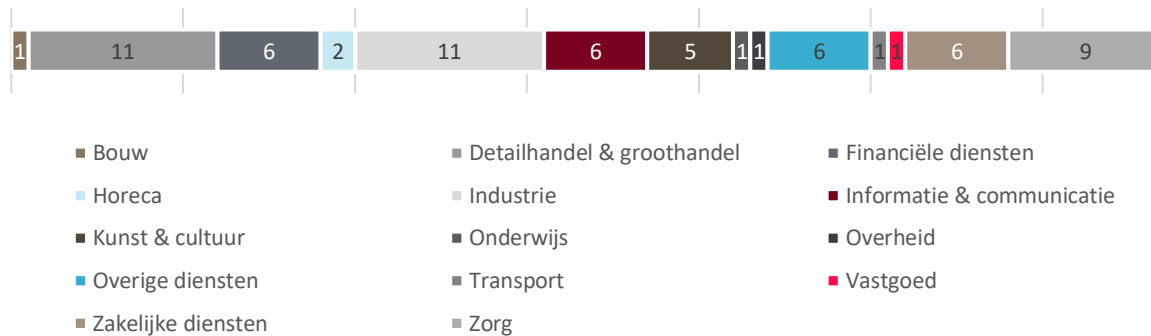 1 11 6 2 11 6 5 1 1 6 1 1 6 9
Bouw Detailhandel & groothandel Financiële diensten
Horeca Industrie Informatie & communicatie
Kunst & cultuur Onderwijs Overheid
Overige diensten Transport Vastgoed
Zakelijke diensten Zorg